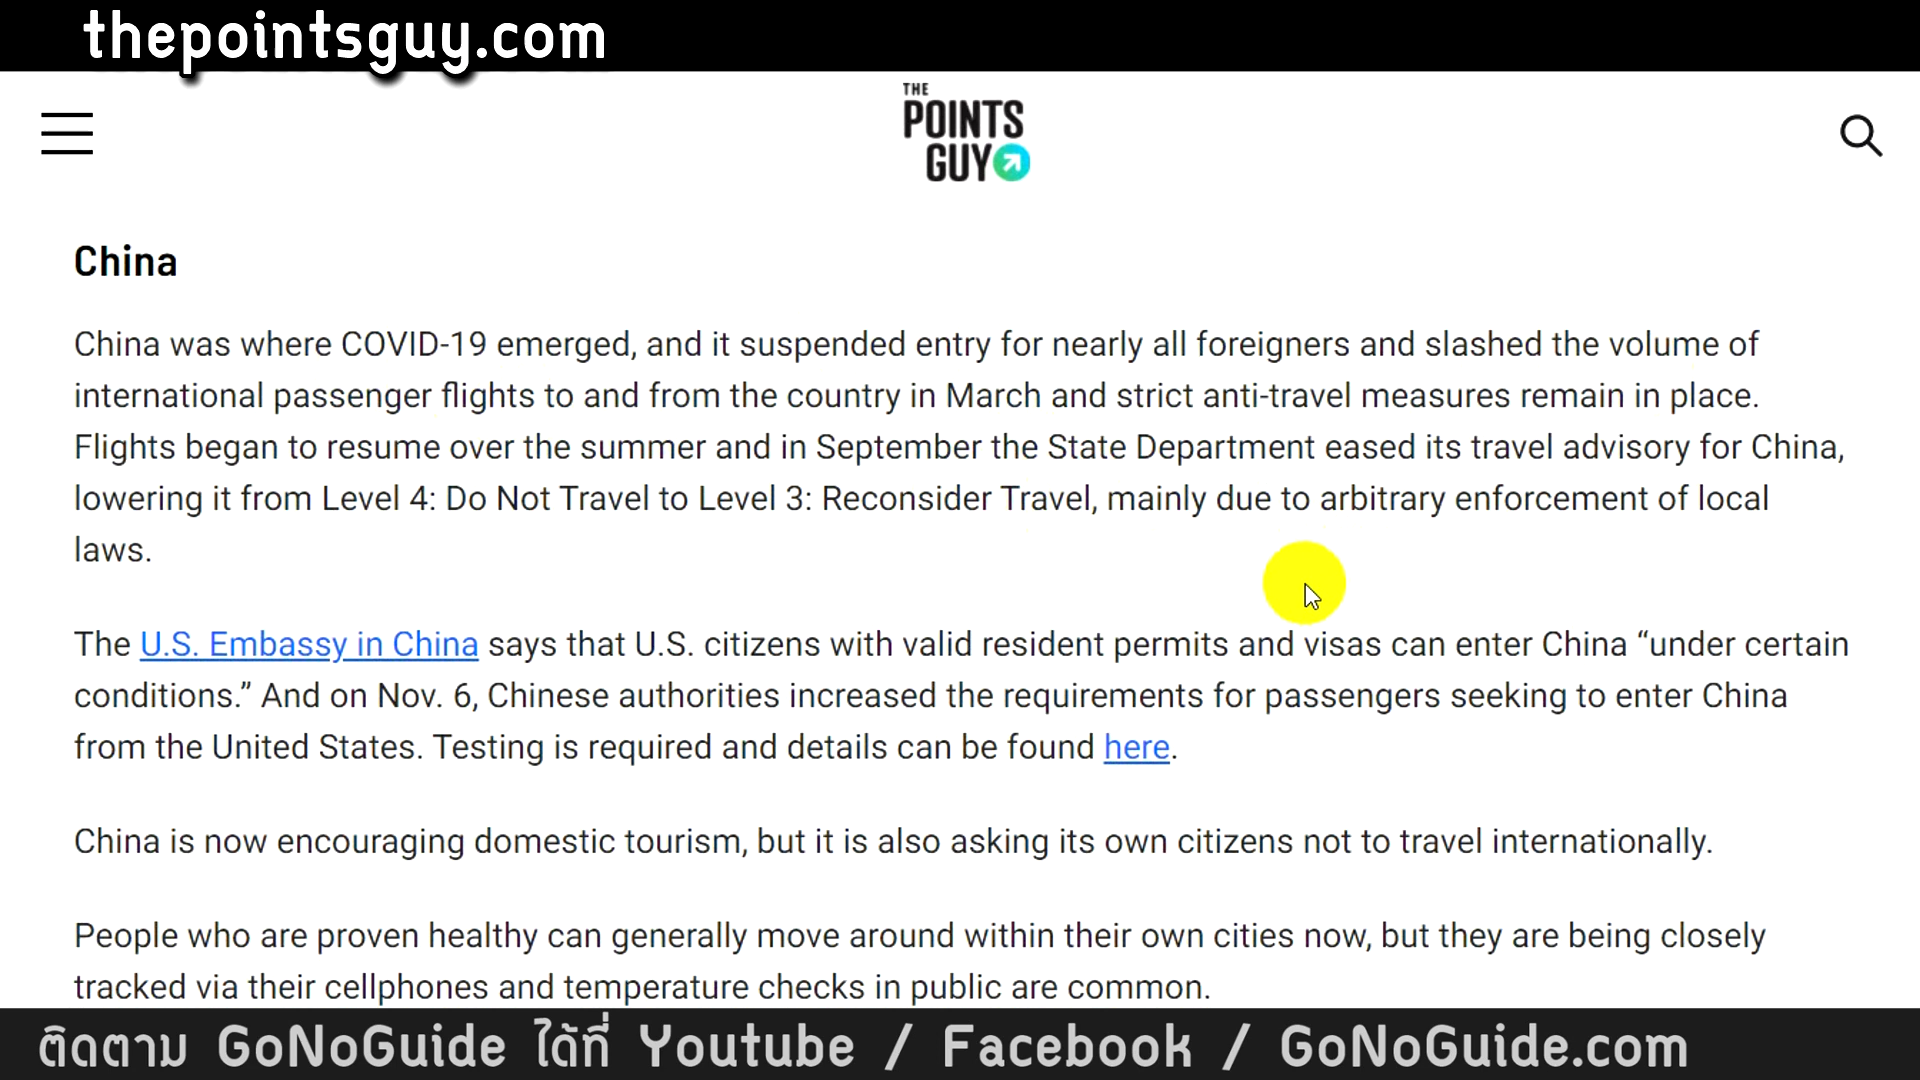 thepointsguy.com
THE
POINTS
GUY
China
China was where COVID-19 emerged, and it suspended entry for nearly all foreigners and slashed the volume of
international passenger flights to and from the country in March and strict anti-travel measures remain in place.
Flights began to resume over the summer and in September the State Department eased its travel advisory for China,
lowering it from Level 4: Do Not Travel to Level 3: Reconsider Travel, mainly due to arbitrary enforcement of local
laws.
The U.S. Embassy in China says that U.S. citizens with valid resident permits and visas can enter China “under certain
conditions.” And on Nov. 6, Chinese authorities increased the requirements for passengers seeking to enter China
from the United States. Testing is required and details can be found here.
China is now encouraging domestic tourism, but it is also asking its own citizens not to travel internationally.
People who are proven healthy can generally move around within their own cities now, but they are being closely
tracked via their cellphones and temperature checks in public are common.
ติดตาม GoNoGuide ได้ที่ Youtube / Facebook / GoNoGuide.com